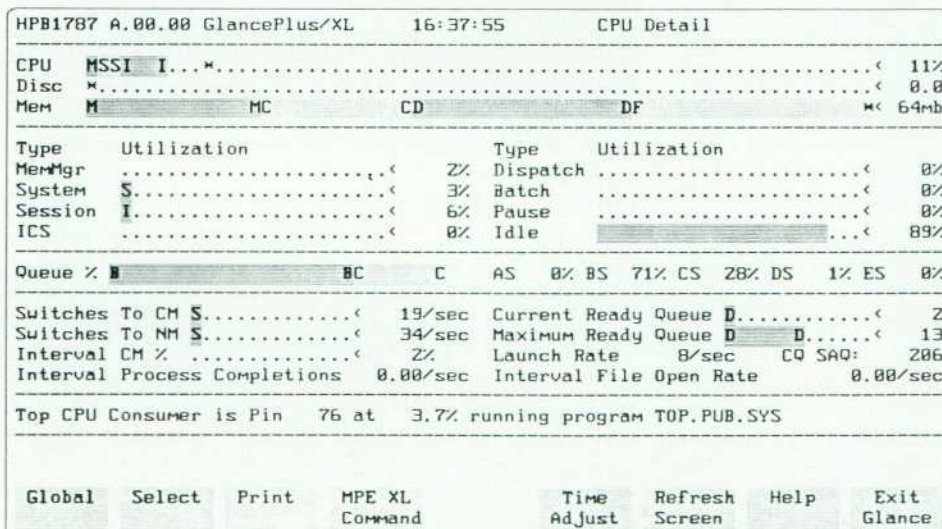 HPB1787 A.00.00 GlancePlus/XL 16:37:55 CPU Detail
CPU MSSI I...*..................................................< 11%
Disc *..................................................< 0.0
Mem M MC CD DF *< 64mb
Type Utilization Type Utilization
MemMgr ..........................< 2% Dispatch ..........................< 0%
System S.........................< 3% Batch ..........................< 0%
Session I.........................< 6% Pause ..........................< 0%
ICS ..........................< 0% Idle ...< 89%
Queue % B BC C AS 0% BS 71% CS 28% DS 1% ES 0%
Switches To CM S...............< 19/sec Current Ready Queue D.............< 2
Switches To NM S...............< 34/sec Maximum Ready Queue D D......< 13
Interval CM % ................< 2% Launch Rate 8/sec CQ SAQ: 206
Interval Process Completions 0.00/sec Interval File Open Rate 0.00/sec
Top CPU Consumer is Pin 76 at 3.7% running program TOP.PUB.SYS
Global Select Print MPE XL Time Refresh Help Exit
Command Adjust Screen Glance